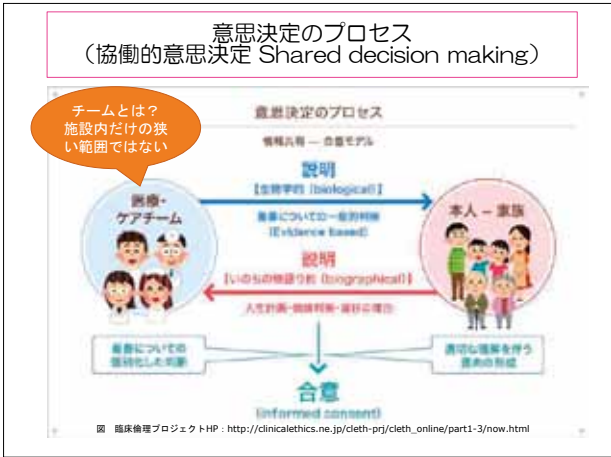 意思決定のプロセス
（協働的意思決定 Shared decision making）
チームとは？
施設内だけの狭
い範囲ではない
意思決定のプロセス
情報共有 — 合意モデル
説明
【生物学的 (biological)】
医療・
ケアチーム
本人 — 家族
最善についての一般的判断
(Evidence based)
説明
【いのちの物語り的 (biographical)】
人生計画・価値判断・選好の理由
最善についての
個別化した判断
適切な理解を伴う
意向の形成
合意
(informed consent)
図 臨床倫理プロジェクトHP：http://clinicalethics.ne.jp/cleth-prj/cleth_online/part1-3/now.html